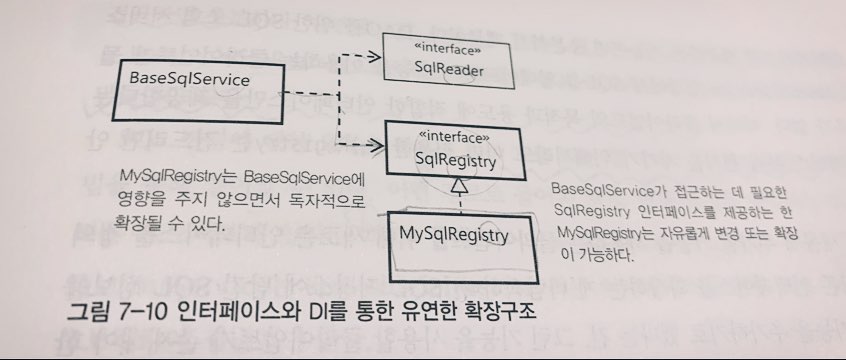 «interface»
SqlReader
BaseSqlService
«interface»
SqlRegistry
MySqlRegistry는 BaseSqlService에
영향을 주지 않으면서 독자적으로
확장될 수 있다.
MySqlRegistry
BaseSqlService가 접근하는 데 필요한
SqlRegistry 인터페이스를 제공하는 한
MySqlRegistry는 자유롭게 변경 또는 확장
이 가능하다.
그림 7-10 인터페이스와 DI를 통한 유연한 확장구조